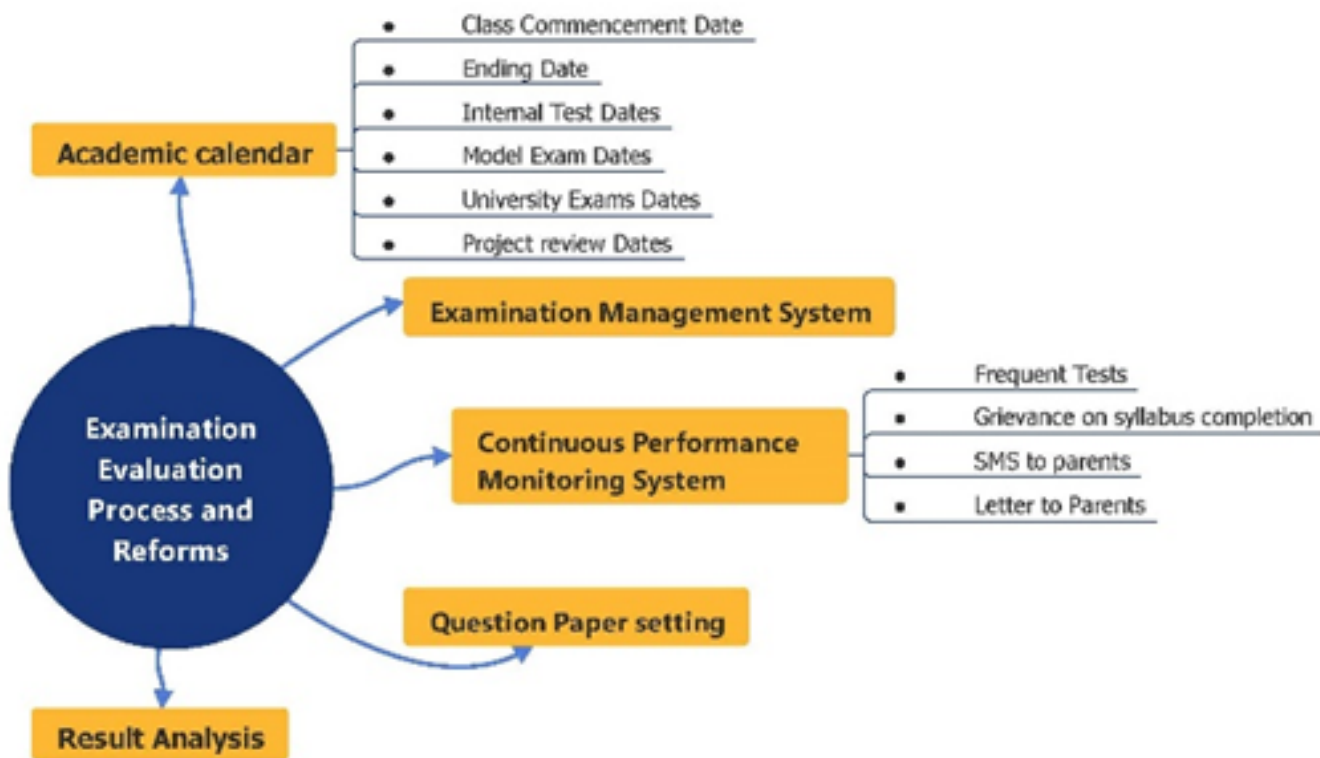 • Class Commencement Date
• Ending Date
• Internal Test Dates
Academic calendar
• Model Exam Dates
• University Exams Dates
• Project review Dates
Examination Management System
• Frequent Tests
Examination
Evaluation
Process and
Reforms
Continuous Performance
Monitoring System
• Grievance on syllabus completion
• SMS to parents
• Letter to Parents
Question Paper setting
Result Analysis